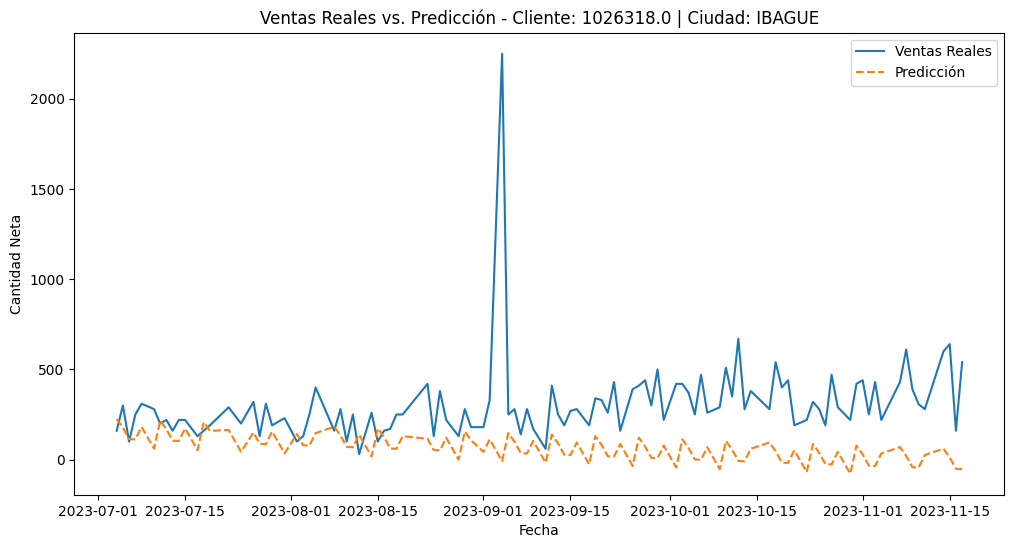 Ventas Reales vs. Predicción - Cliente: 1026318.0 | Ciudad: IBAGUE
Ventas Reales
Predicción
Cantidad Neta
2000
1500
1000
500
0
2023-07-01 2023-07-15 2023-08-01 2023-08-15 2023-09-01 2023-09-15 2023-10-01 2023-10-15 2023-11-01 2023-11-15
Fecha